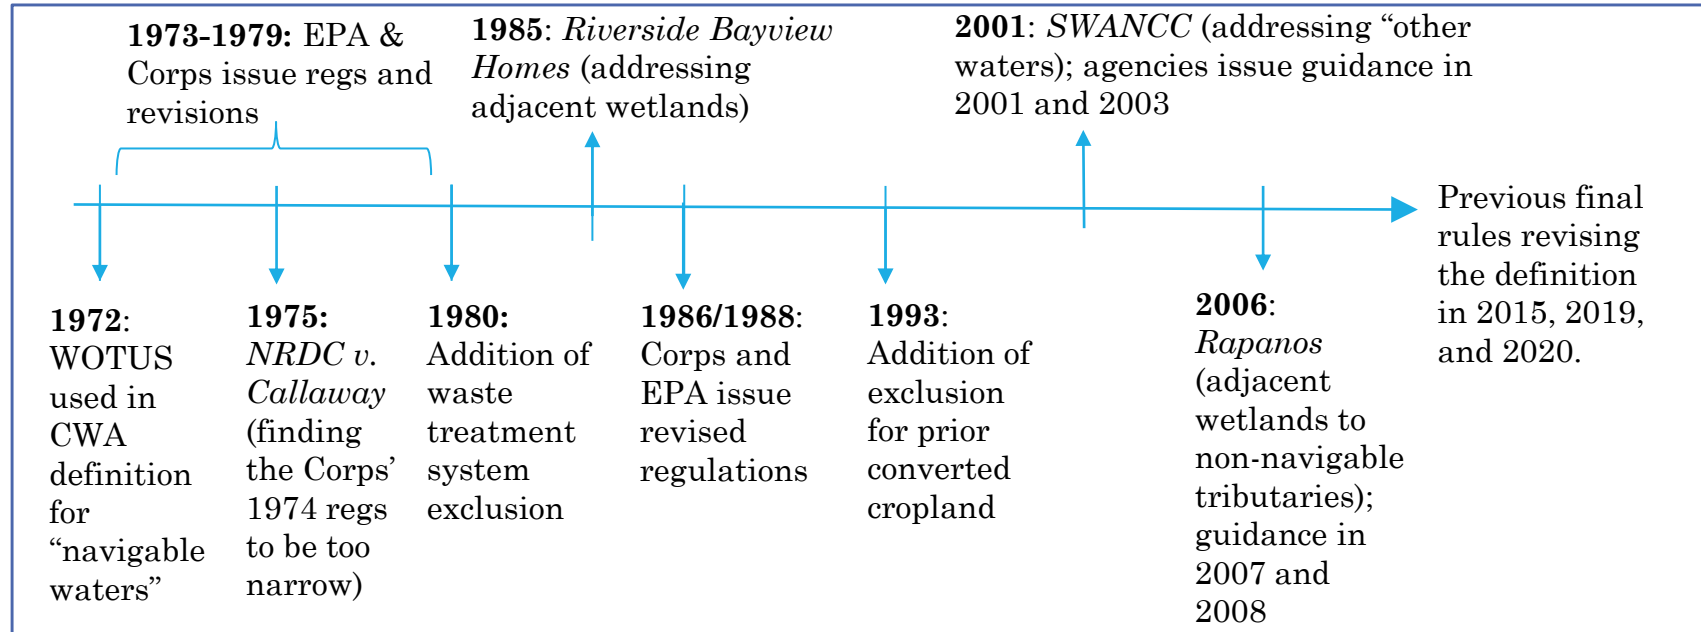 1973-1979: EPA &
Corps issue regs and
revisions
1985: Riverside Bayview
Homes (addressing
adjacent wetlands)
2001: SWANCC (addressing “other
waters); agencies issue guidance in
2001 and 2003
1972:
WOTUS
used in
CWA
definition
for
“navigable
waters”
1975:
NRDC v.
Callaway
(finding
the Corps’
1974 regs
to be too
narrow)
1980:
Addition of
waste
treatment
system
exclusion
1986/1988:
Corps and
EPA issue
revised
regulations
1993:
Addition of
exclusion
for prior
converted
cropland
2006:
Rapanos
(adjacent
wetlands to
non-navigable
tributaries);
guidance in
2007 and
2008
Previous final
rules revising
the definition
in 2015, 2019,
and 2020.